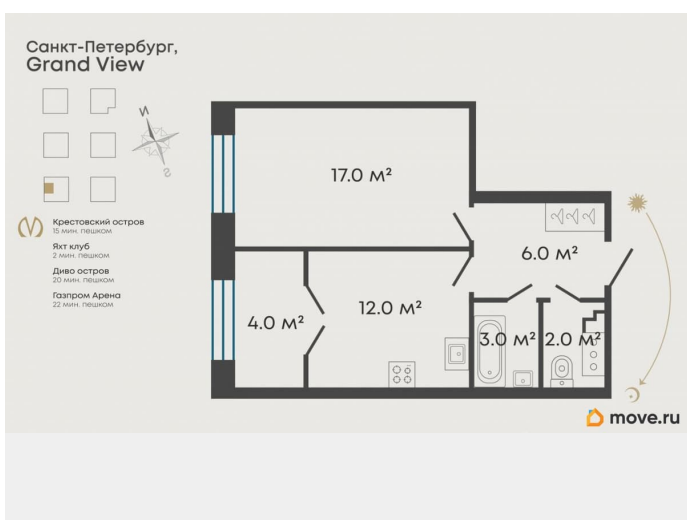 Санкт-Петербург,
Grand View
N
S
Крестовский остров
15 мин. пешком
Яхт клуб
2 мин. пешком
Диво остров
20 мин. пешком
Газпром Арена
22 мин. пешком
17.0 м²
6.0 м²
4.0 м²
12.0 м²
3.0 м²
2.0 м²
move.ru